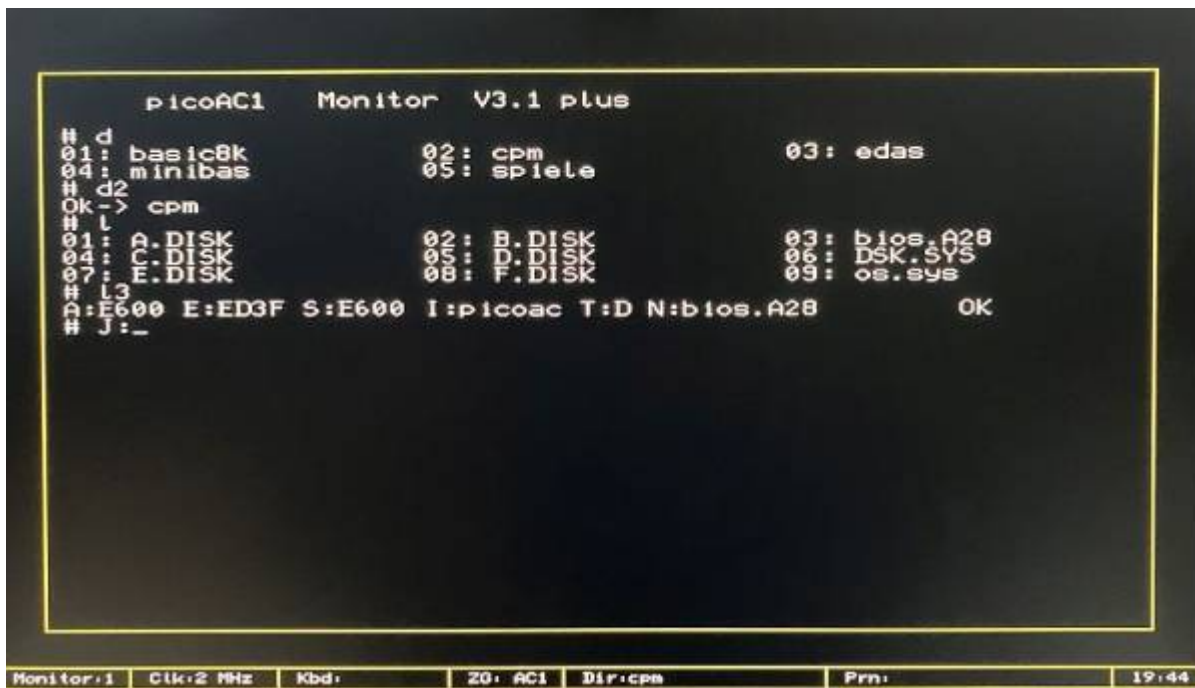 picoAC1 Monitor V3.1 plus
# d
01: basic8k 02: cpm 03: edas
04: minibas 05: spiele
# d2
Ok-> cpm
# l
01: A.DISK 02: B.DISK 03: bios.A28
04: C.DISK 05: D.DISK 06: DSK.SYS
07: E.DISK 08: F.DISK 09: os.sys
# l3
A:E600 E:ED3F S:E600 I:picoac T:D N:bios.A28 OK
# J:_
Monitor:1 Clk:2 MHz Kbd: ZG: AC1 Dir:cpm Prn: 19:44